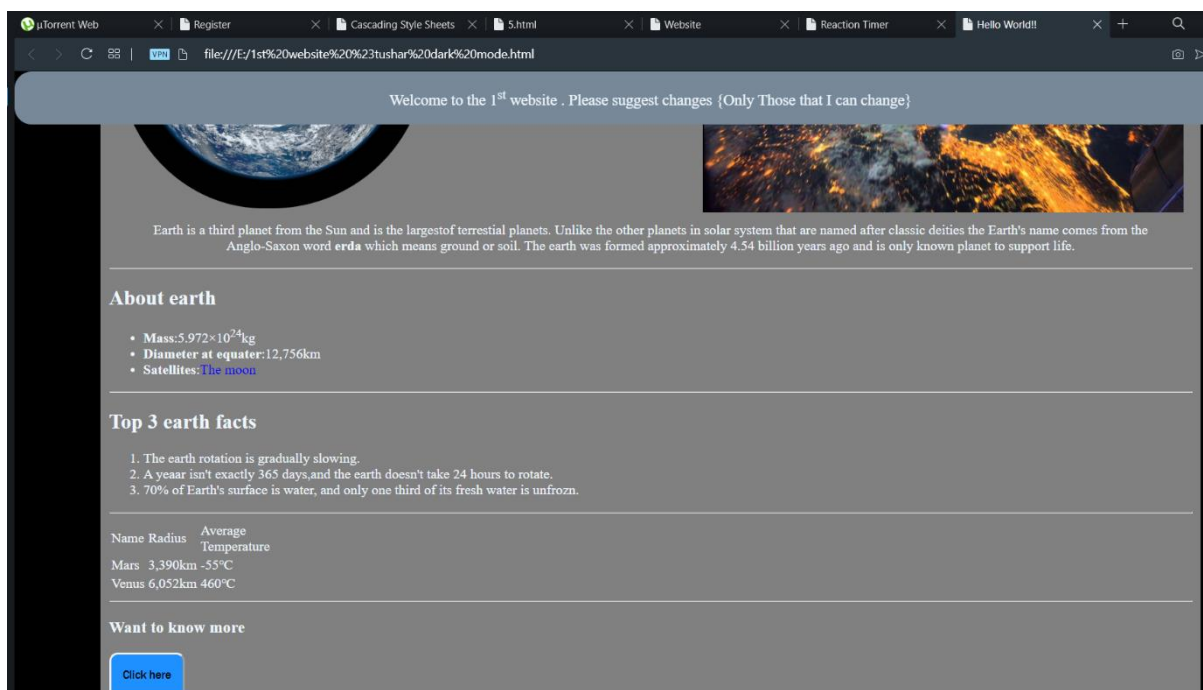 µTorrent Web
Register
Cascading Style Sheets
5.html
Website
Reaction Timer
Hello World!!
VPN
file:///E:/1st%20website%20%23tushar%20dark%20mode.html
Welcome to the 1st website . Please suggest changes {Only Those that I can change}
Earth is a third planet from the Sun and is the largestof terrestial planets. Unlike the other planets in solar system that are named after classic deities the Earth's name comes from the
Anglo-Saxon word erda which means ground or soil. The earth was formed approximately 4.54 billion years ago and is only known planet to support life.
About earth
• Mass:5.972×10²⁴kg
• Diameter at equater:12,756km
• Satellites:The moon
Top 3 earth facts
1. The earth rotation is gradually slowing.
2. A yeaar isn't exactly 365 days,and the earth doesn't take 24 hours to rotate.
3. 70% of Earth's surface is water, and only one third of its fresh water is unfrozn.
Name Radius Average
Temperature
Mars 3,390km -55°C
Venus 6,052km 460°C
Want to know more
Click here